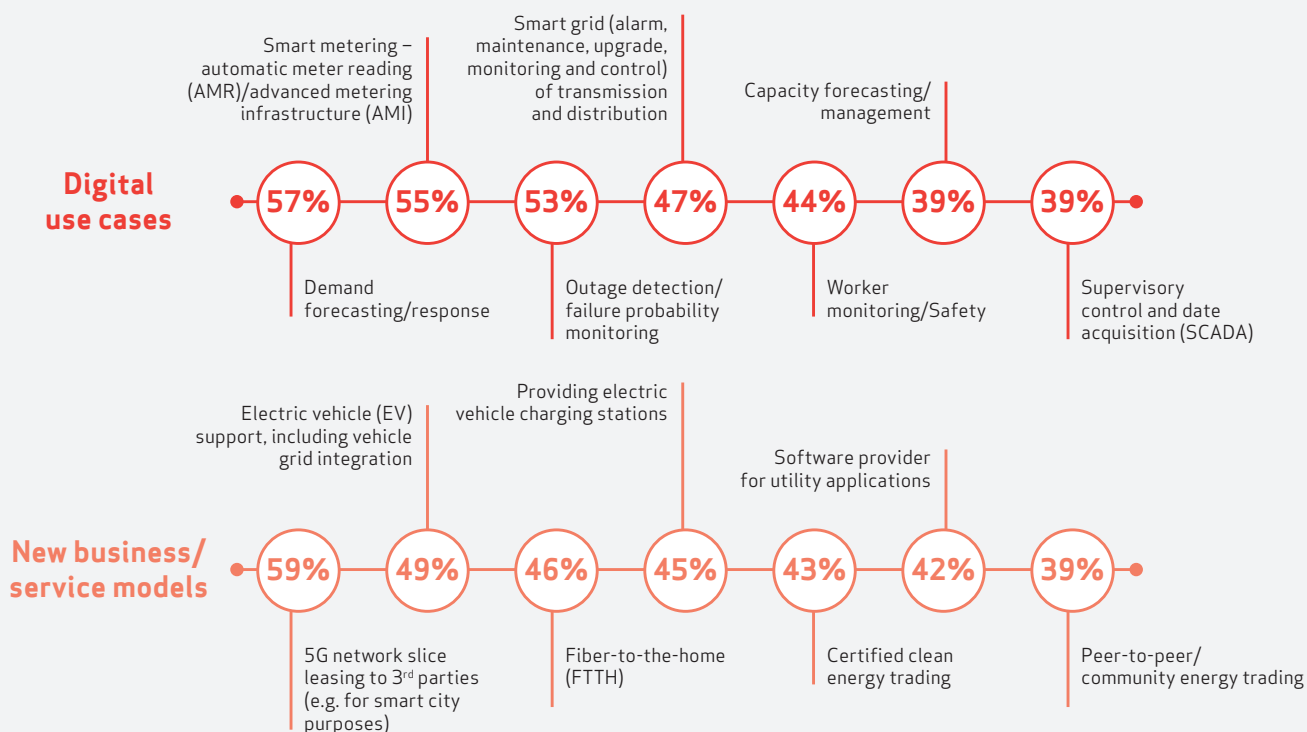 Smart metering –
automatic meter reading
(AMR)/advanced metering
infrastructure (AMI)
Smart grid (alarm,
maintenance, upgrade,
monitoring and control)
of transmission
and distribution
Capacity forecasting/
management
Digital
use cases
57%
55%
53%
47%
44%
39%
39%
Demand
forecasting/response
Outage detection/
failure probability
monitoring
Worker
monitoring/Safety
Supervisory
control and date
acquisition (SCADA)
Electric vehicle (EV)
support, including vehicle
grid integration
Providing electric
vehicle charging stations
Software provider
for utility applications
New business/
service models
59%
49%
46%
45%
43%
42%
39%
5G network slice
leasing to 3rd parties
(e.g. for smart city
purposes)
Fiber-to-the-home
(FTTH)
Certified clean
energy trading
Peer-to-peer/
community energy trading